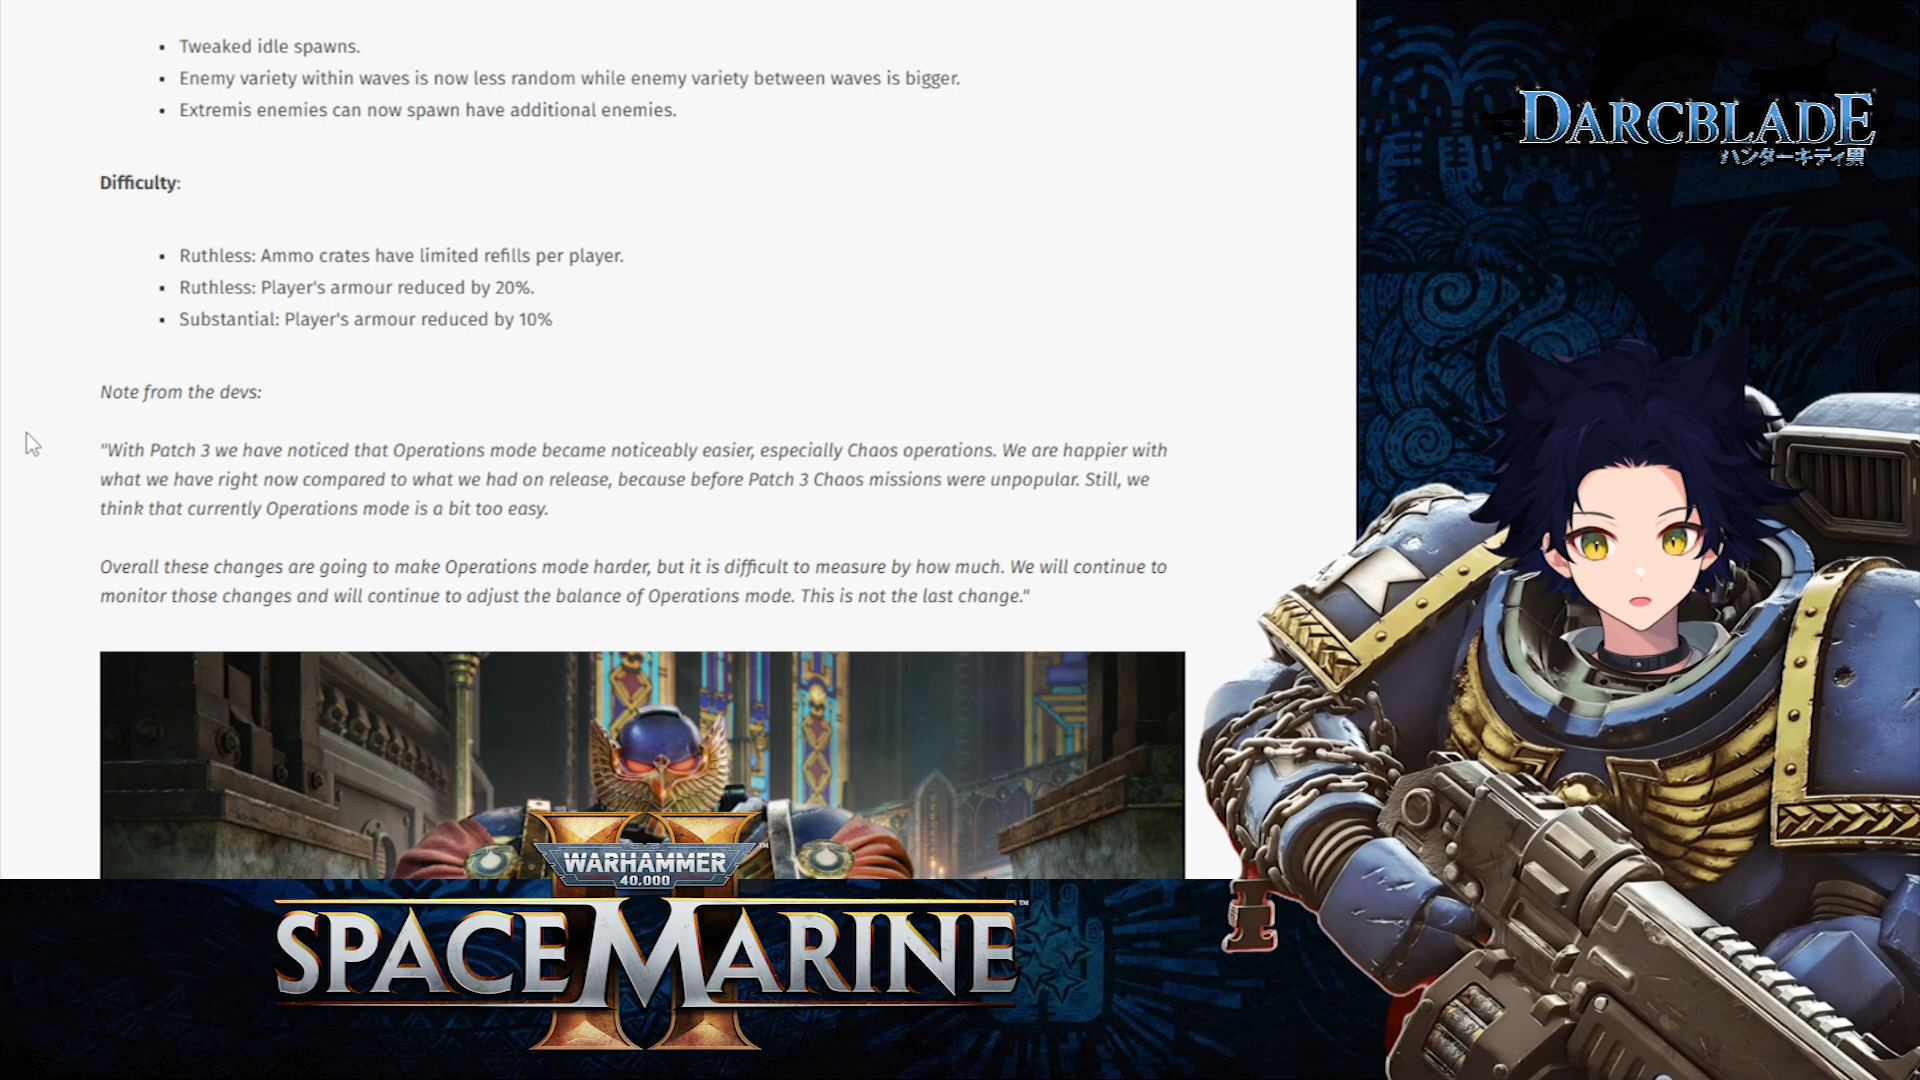 • Tweaked idle spawns.
• Enemy variety within waves is now less random while enemy variety between waves is bigger.
• Extremis enemies can now spawn have additional enemies.
Difficulty:
• Ruthless: Ammo crates have limited refills per player.
• Ruthless: Player's armour reduced by 20%.
• Substantial: Player's armour reduced by 10%
Note from the devs:
"With Patch 3 we have noticed that Operations mode became noticeably easier, especially Chaos operations. We are happier with
what we have right now compared to what we had on release, because before Patch 3 Chaos missions were unpopular. Still, we
think that currently Operations mode is a bit too easy.
Overall these changes are going to make Operations mode harder, but it is difficult to measure by how much. We will continue to
monitor those changes and will continue to adjust the balance of Operations mode. This is not the last change."
DARCBLADE
ハンターキティ黒
WARHAMMER™
40,000
SPACE MARINE™
II